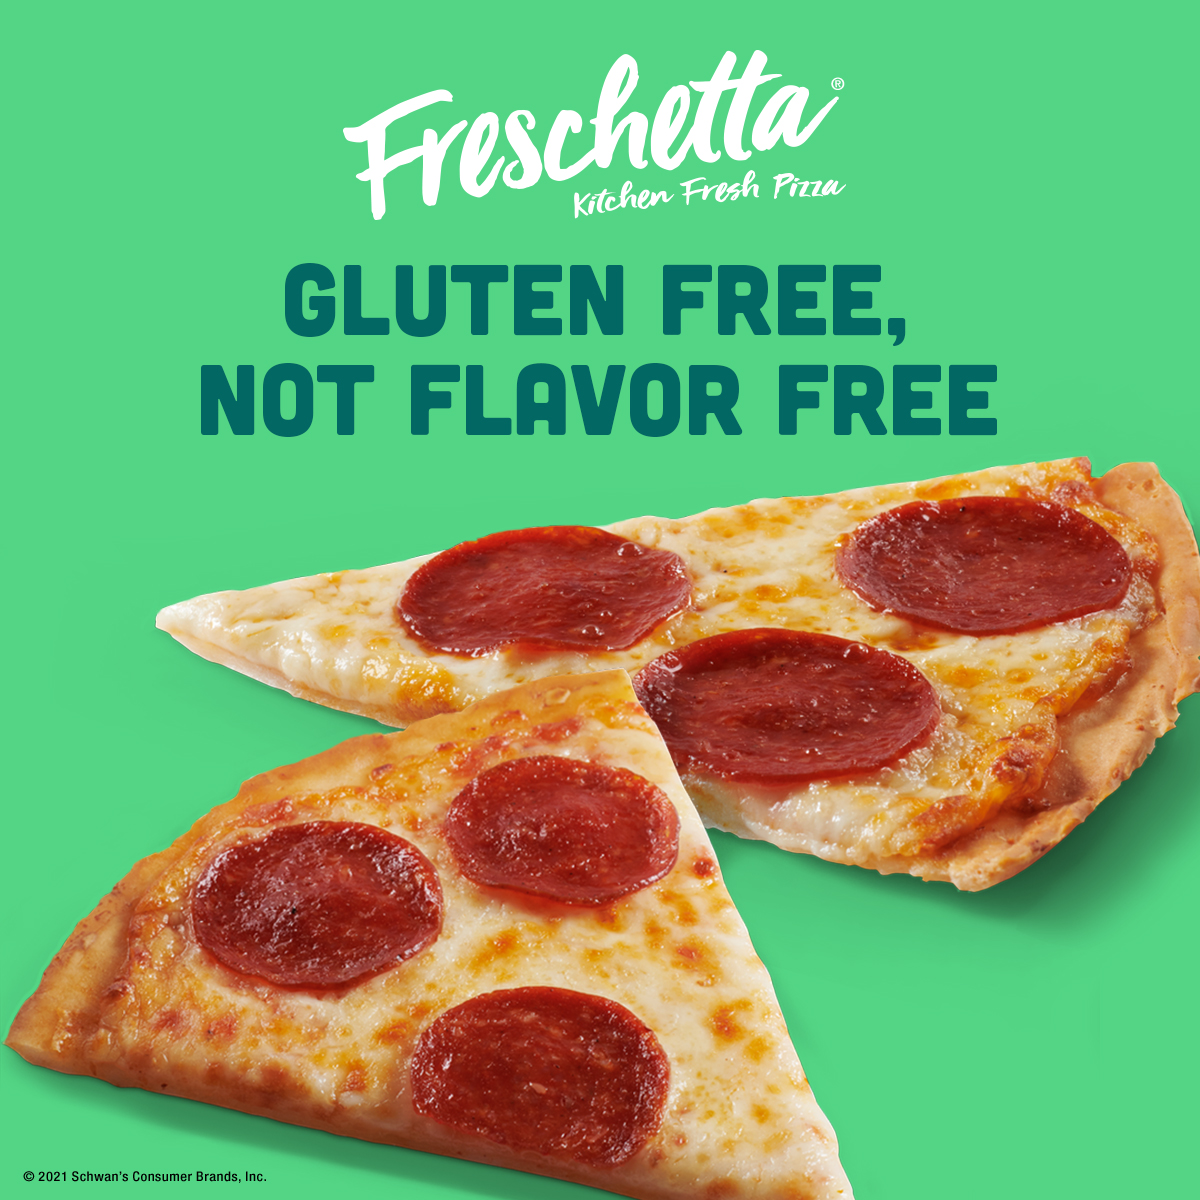 Freschetta®
Kitchen Fresh Pizza
GLUTEN FREE,
NOT FLAVOR FREE
© 2021 Schwan's Consumer Brands, Inc.